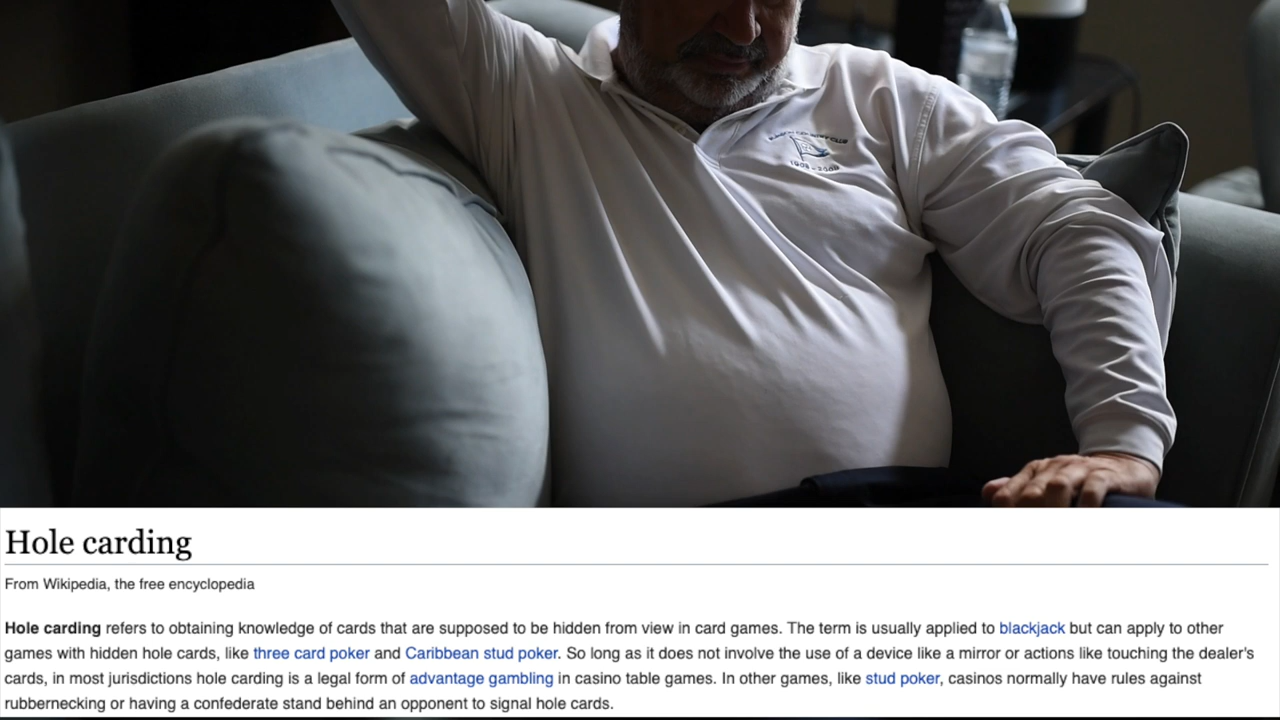 1908-2008
Hole carding
From Wikipedia, the free encyclopedia
Hole carding refers to obtaining knowledge of cards that are supposed to be hidden from view in card games. The term is usually applied to blackjack but can apply to other
games with hidden hole cards, like three card poker and Caribbean stud poker. So long as it does not involve the use of a device like a mirror or actions like touching the dealer's
cards, in most jurisdictions hole carding is a legal form of advantage gambling in casino table games. In other games, like stud poker, casinos normally have rules against
rubbernecking or having a confederate stand behind an opponent to signal hole cards.